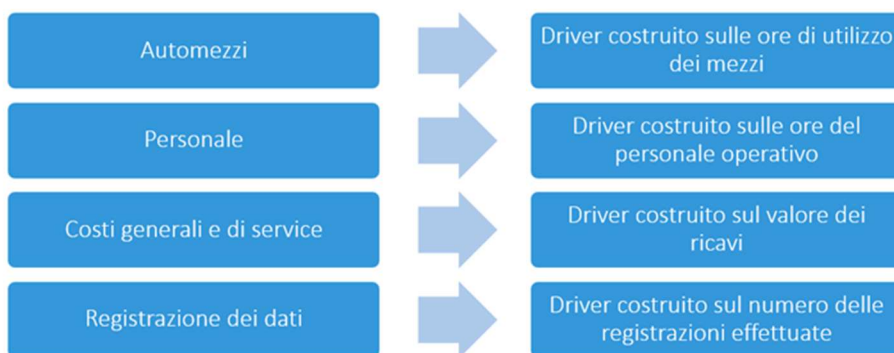 Automezzi
Driver costruito sulle ore di utilizzo
dei mezzi
Personale
Driver costruito sulle ore del
personale operativo
Costi generali e di service
Driver costruito sul valore dei
ricavi
Registrazione dei dati
Driver costruito sul numero delle
registrazioni effettuate